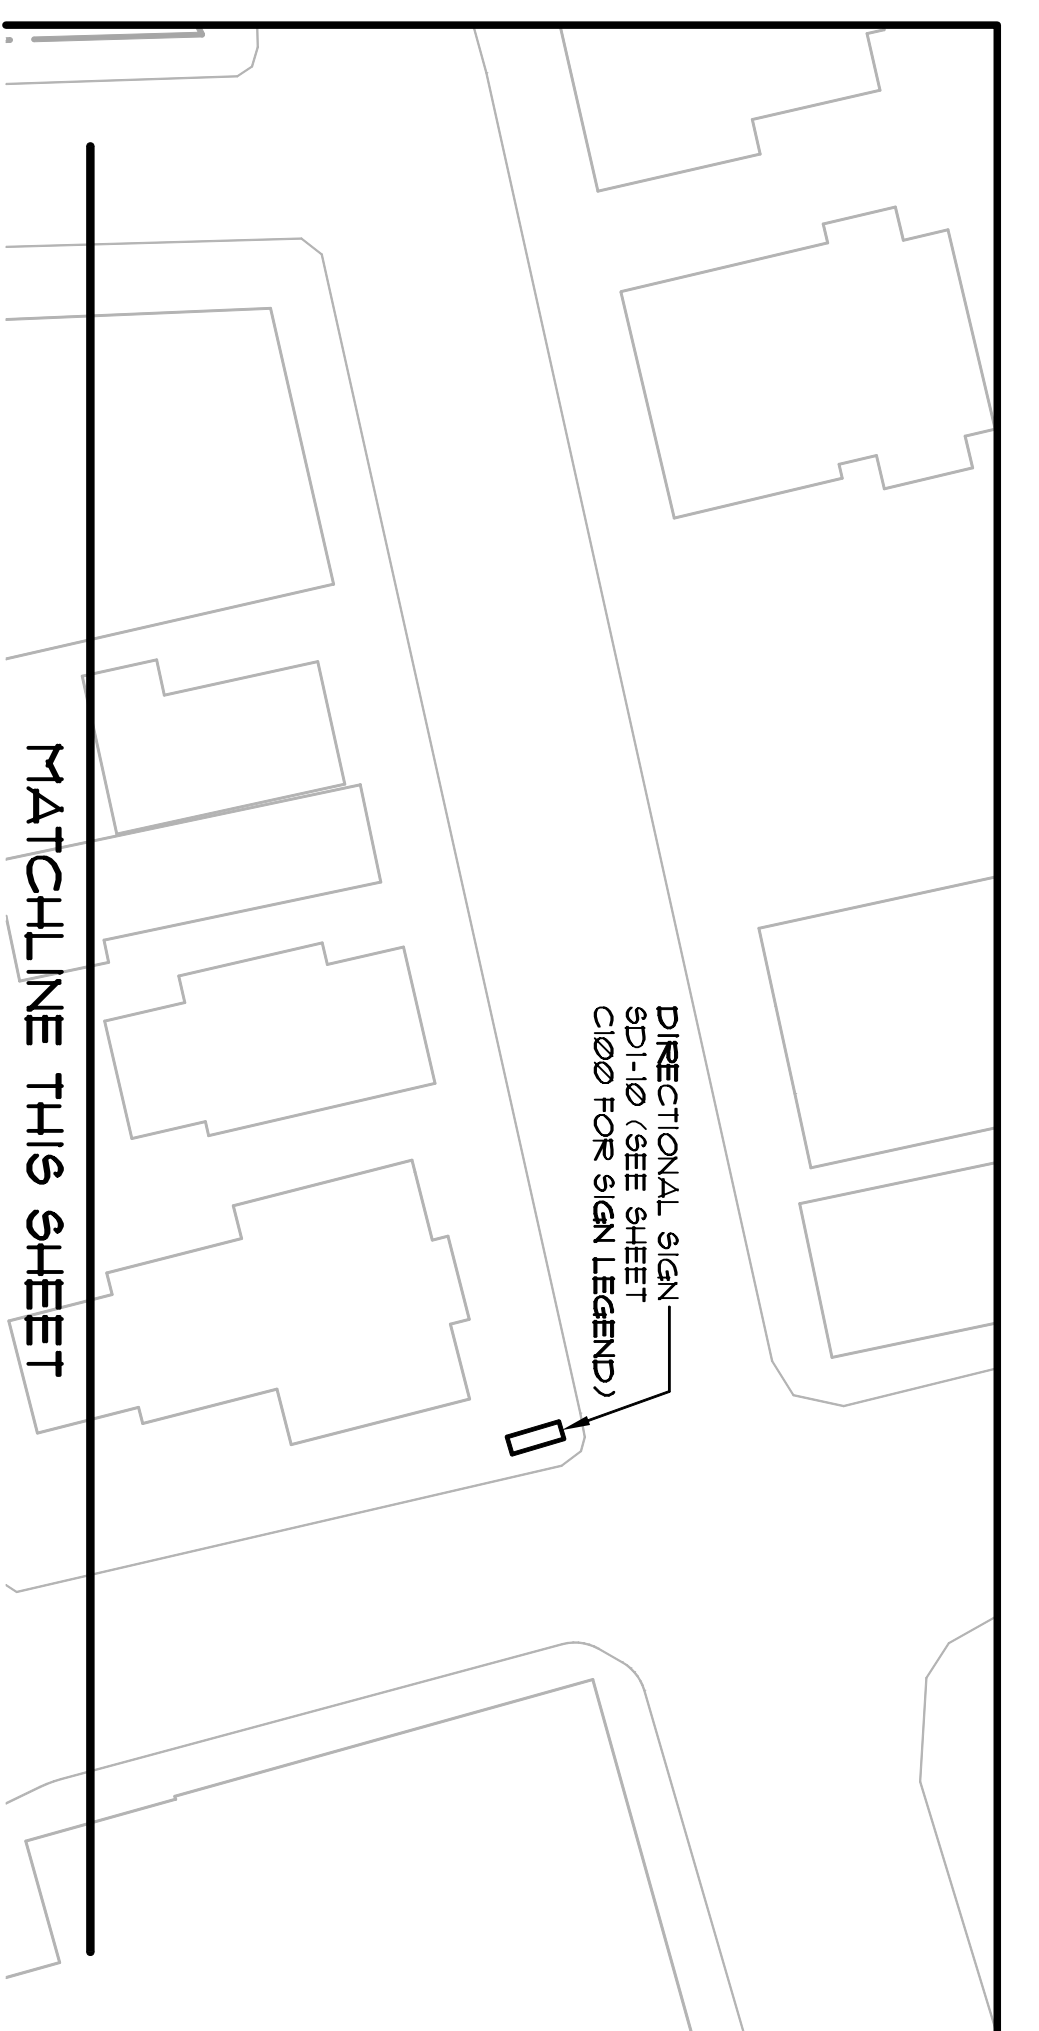 DIRECTIONAL SIGN
SD1-10 (SEE SHEET
C100 FOR SIGN LEGEND)
MATCHLINE THIS SHEET